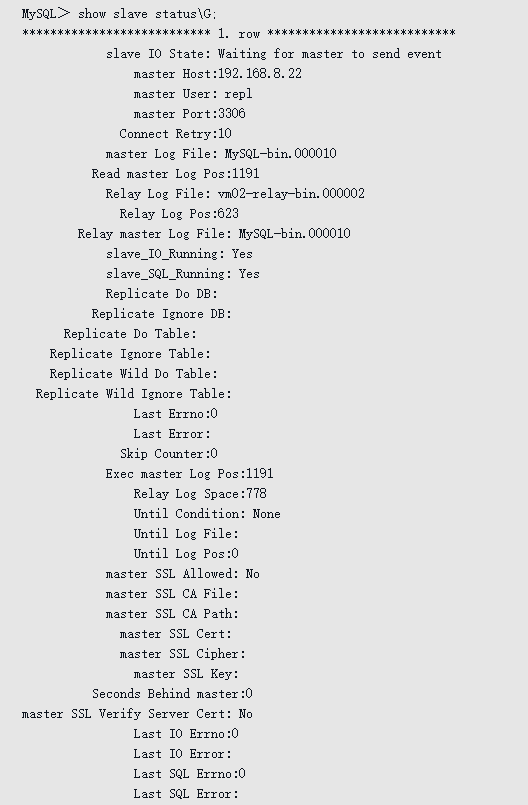 MySQL> show slave status\G;
*************************** 1. row ***************************
slave IO State: Waiting for master to send event
master Host:192.168.8.22
master User: repl
master Port:3306
Connect Retry:10
master Log File: MySQL-bin.000010
Read master Log Pos:1191
Relay Log File: vm02-relay-bin.000002
Relay Log Pos:623
Relay master Log File: MySQL-bin.000010
slave_IO_Running: Yes
slave_SQL_Running: Yes
Replicate Do DB:
Replicate Ignore DB:
Replicate Do Table:
Replicate Ignore Table:
Replicate Wild Do Table:
Replicate Wild Ignore Table:
Last Errno:0
Last Error:
Skip Counter:0
Exec master Log Pos:1191
Relay Log Space:778
Until Condition: None
Until Log File:
Until Log Pos:0
master SSL Allowed: No
master SSL CA File:
master SSL CA Path:
master SSL Cert:
master SSL Cipher:
master SSL Key:
Seconds Behind master:0
master SSL Verify Server Cert: No
Last IO Errno:0
Last IO Error:
Last SQL Errno:0
Last SQL Error: